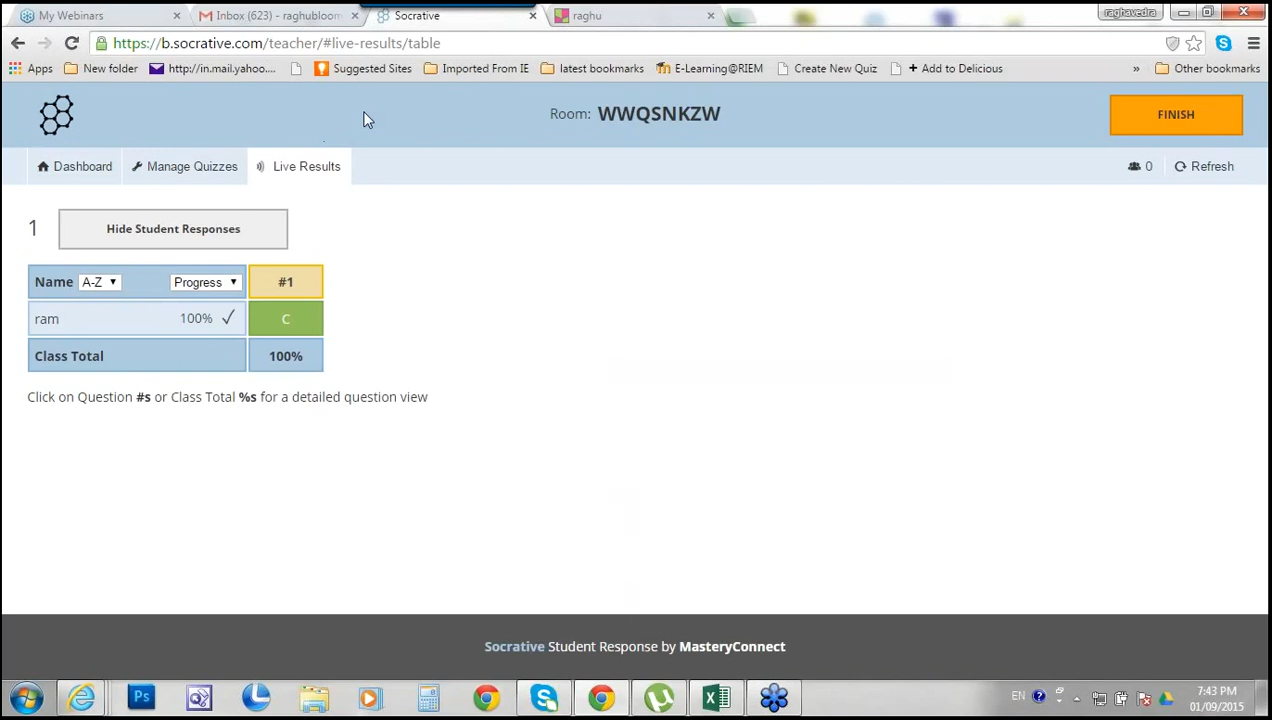 My Webinars
Inbox (623) - raghubloom
Socrative
raghu
raghavedra
https://b.socrative.com/teacher/#live-results/table
Apps
New folder
http://in.mail.yahoo....
Suggested Sites
Imported From IE
latest bookmarks
E-Learning@RIEM
Create New Quiz
+ Add to Delicious
»
Other bookmarks
Room: WWQSNKZW
FINISH
Dashboard
Manage Quizzes
Live Results
0
Refresh
1
Hide Student Responses
Name A-Z Progress #1
ram 100% C
Class Total 100%
Click on Question #s or Class Total %s for a detailed question view
Socrative Student Response by MasteryConnect
Ps
EN
7:43 PM
01/09/2015